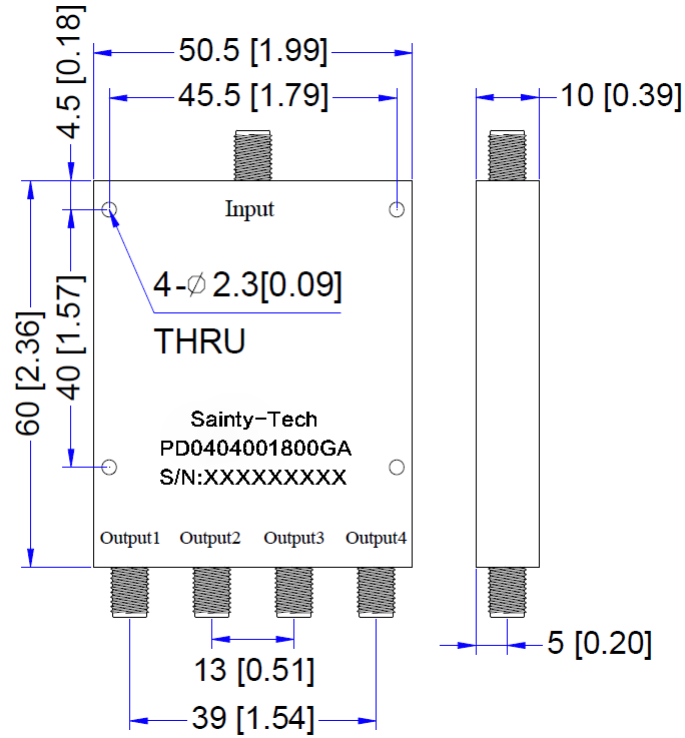 50.5 [1.99]
45.5 [1.79]
10 [0.39]
4.5 [0.18]
Input
4-∅ 2.3[0.09]
THRU
40 [1.57]
60 [2.36]
Sainty-Tech
PD0404001800GA
S/N:XXXXXXXXX
Output1 Output2 Output3 Output4
5 [0.20]
13 [0.51]
39 [1.54]